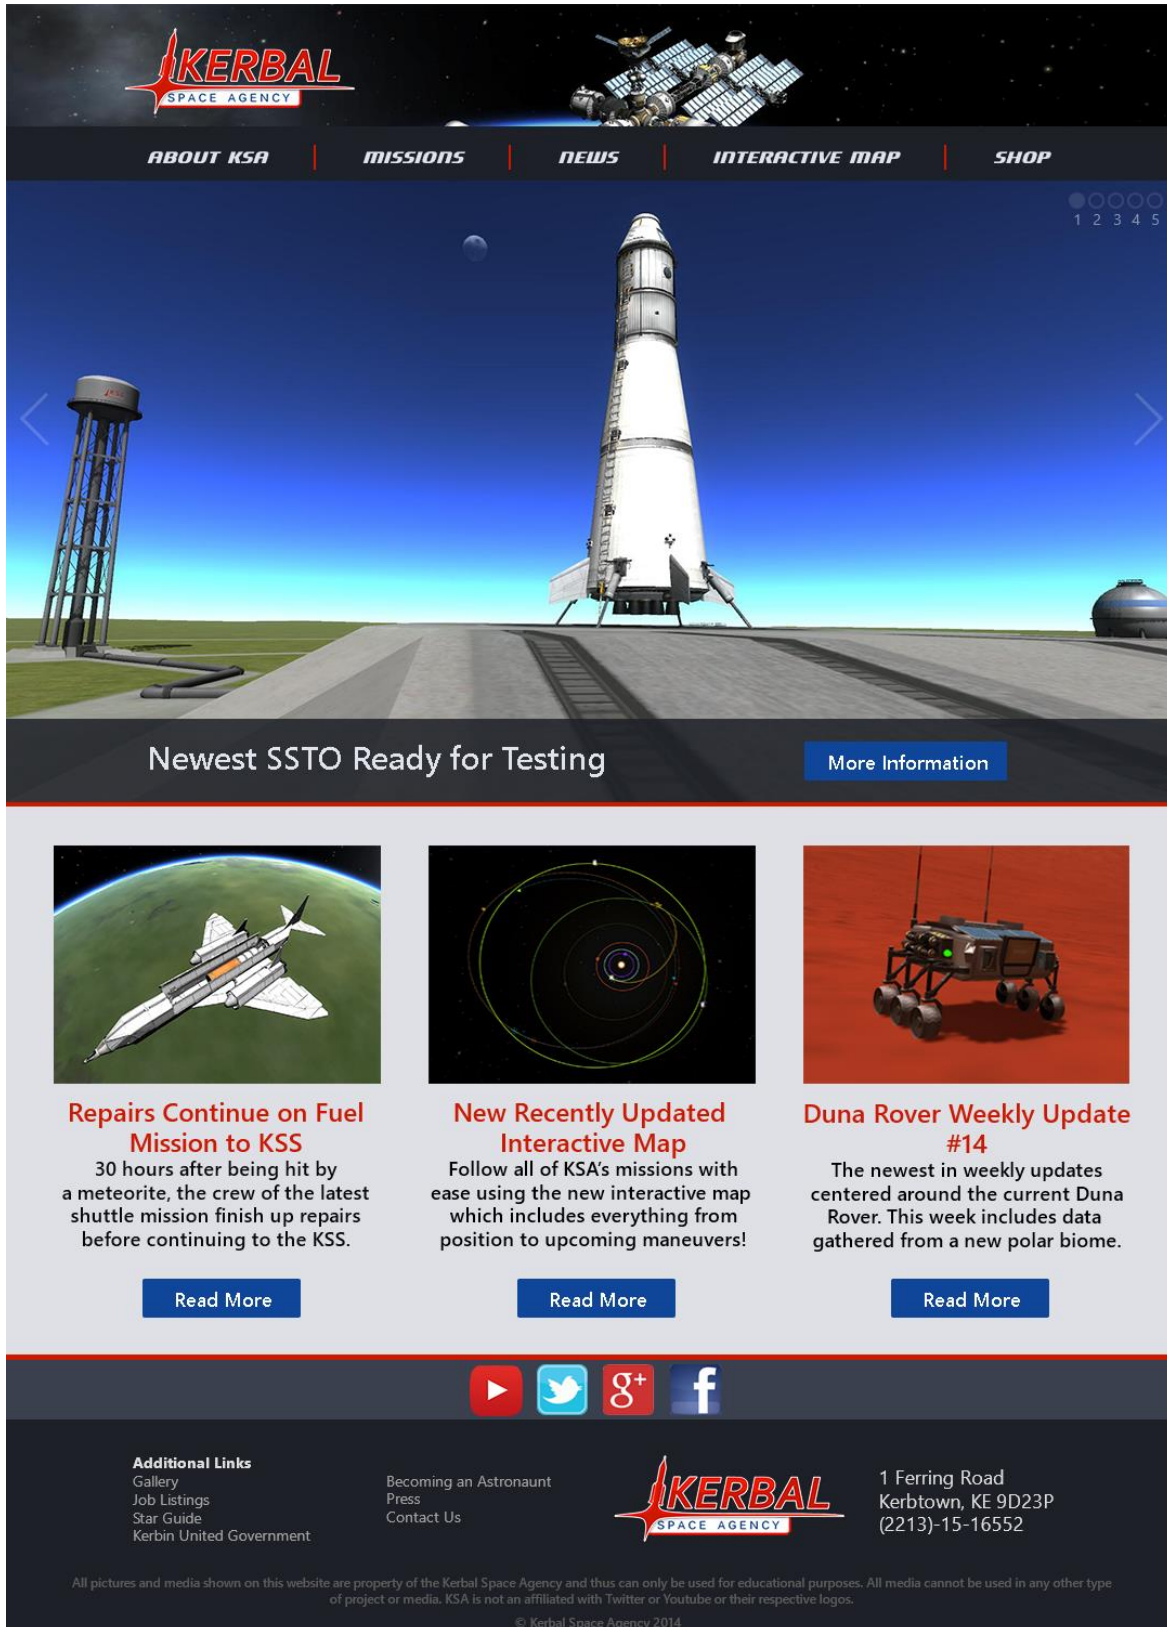 KERBAL
SPACE AGENCY
ABOUT KSA
MISSIONS
NEWS
INTERACTIVE MAP
SHOP
1 2 3 4 5
Newest SSTO Ready for Testing
More Information
Repairs Continue on Fuel
Mission to KSS
30 hours after being hit by
a meteorite, the crew of the latest
shuttle mission finish up repairs
before continuing to the KSS.
Read More
New Recently Updated
Interactive Map
Follow all of KSA's missions with
ease using the new interactive map
which includes everything from
position to upcoming maneuvers!
Read More
Duna Rover Weekly Update
#14
The newest in weekly updates
centered around the current Duna
Rover. This week includes data
gathered from a new polar biome.
Read More
g+
f
Additional Links
Gallery
Job Listings
Star Guide
Kerbin United Government
Becoming an Astronaunt
Press
Contact Us
KERBAL
SPACE AGENCY
1 Ferring Road
Kerbtown, KE 9D23P
(2213)-15-16552
All pictures and media shown on this website are property of the Kerbal Space Agency and thus can only be used for educational purposes. All media cannot be used in any other type
of project or media. KSA is not an affiliated with Twitter or Youtube or their respective logos.
© Kerbal Space Agency 2014